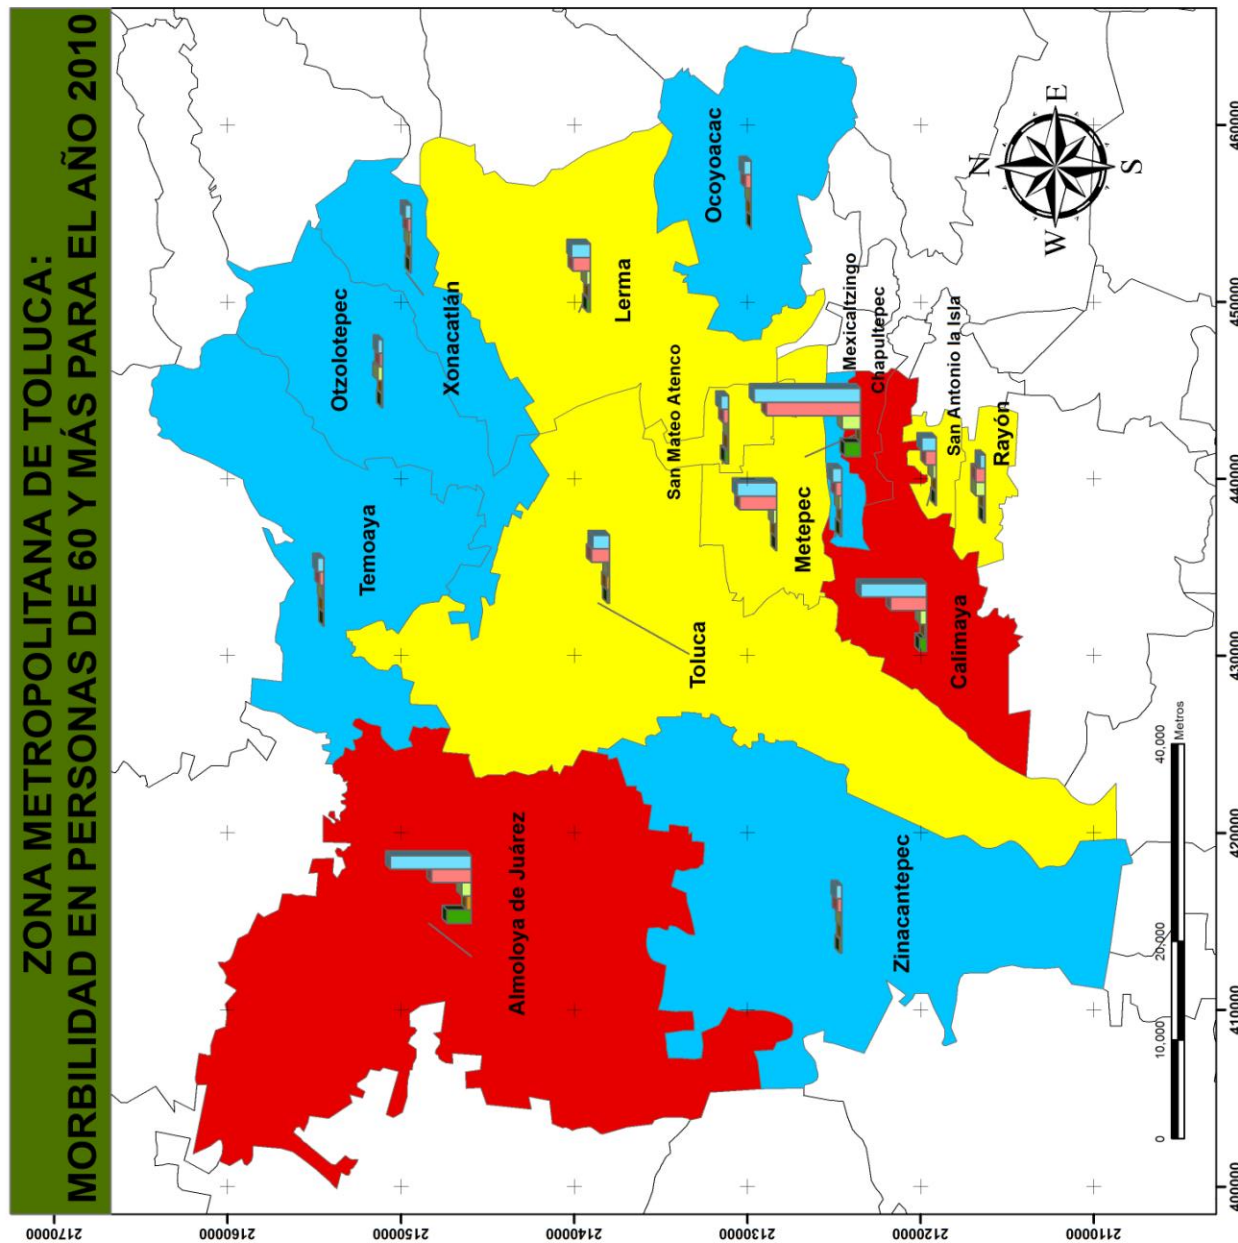 ZONA METROPOLITANA DE TOLUCA:
MORBILIDAD EN PERSONAS DE 60 Y MÁS PARA EL AÑO 2010
2170000
2160000
2150000
2140000
2130000
2120000
2110000
Otzolotepec
Xonacatlán
Temoaya
Lerma
Ocoyoacac
San Mateo Atenco
Mexicaltzingo
Chapultepec
San Antonio la Isla
Rayón
Metepec
Toluca
Calimaya
Almoloya de Juárez
Zinacantepec
N
E
S
W
0
10,000
20,000
40,000
Metros
400000
410000
420000
430000
440000
450000
460000